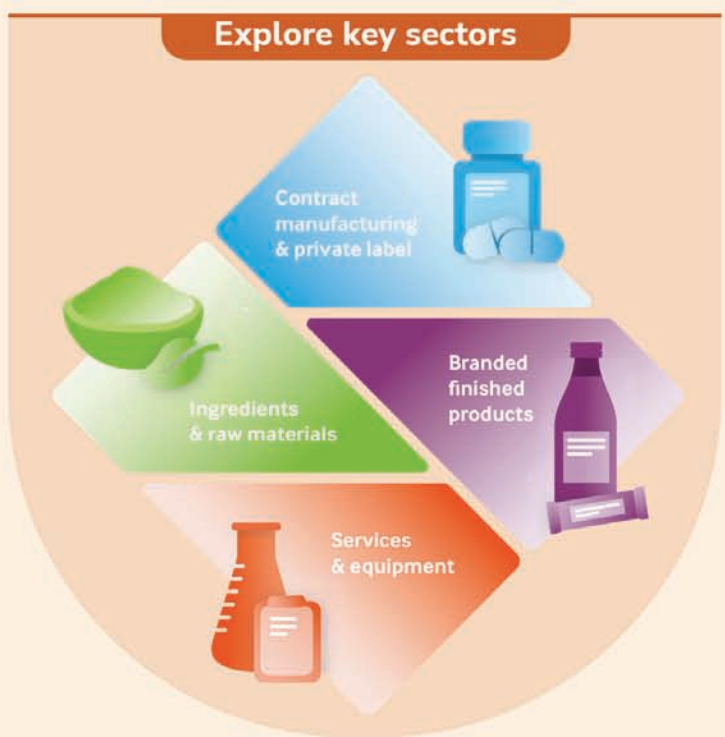 Explore key sectors
Contract
manufacturing
& private label
Ingredients
& raw materials
Branded
finished
products
Services
& equipment